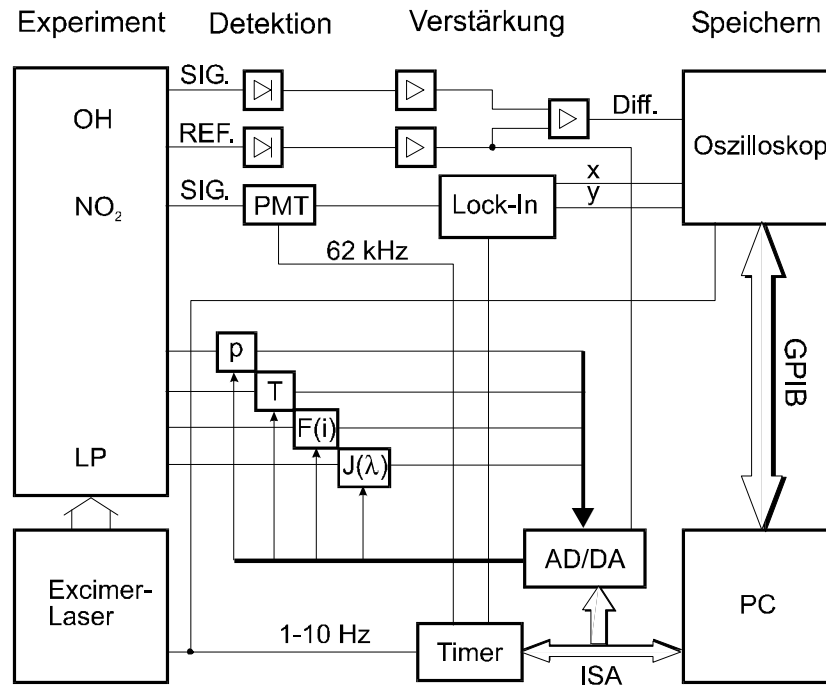 Experiment Detektion Verstärkung Speichern
SIG.
OH
REF.
Diff.
Oszilloskop
NO₂
SIG.
PMT
Lock-In
x
y
62 kHz
p
T
F(i)
J(λ)
GPIB
LP
AD/DA
Excimer-
Laser
1-10 Hz
Timer
ISA
PC